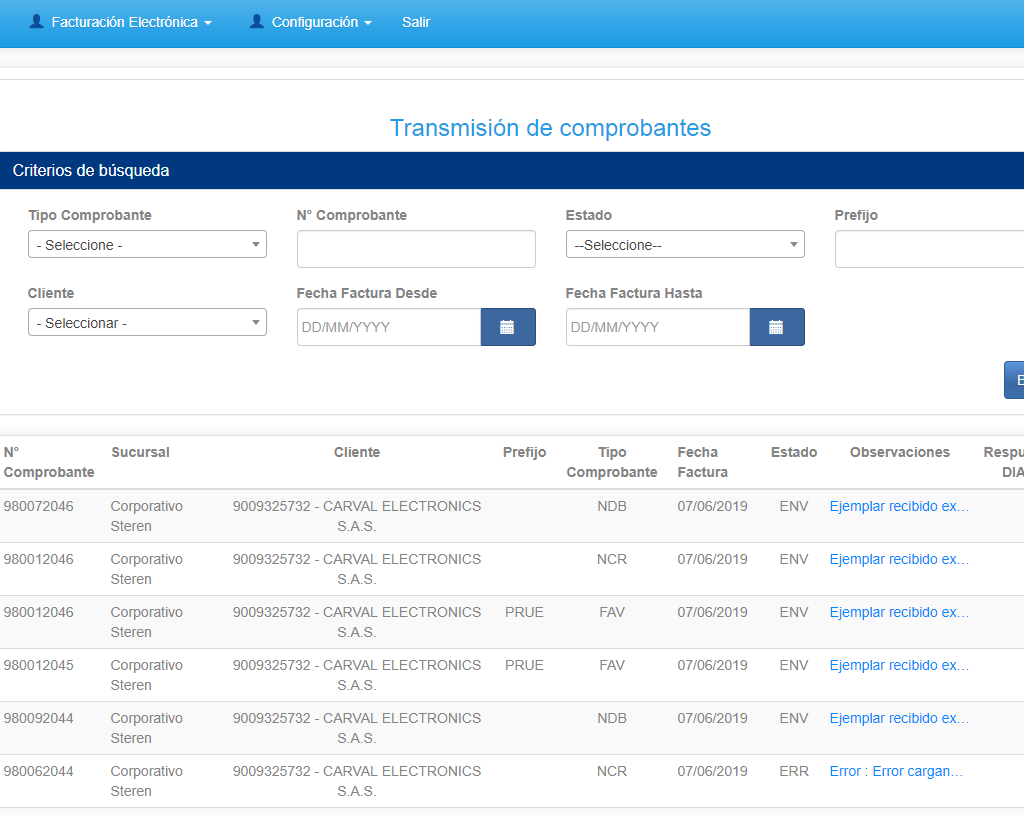 Facturación Electrónica Configuración Salir
Transmisión de comprobantes
Criterios de búsqueda
Tipo Comprobante N° Comprobante Estado Prefijo
- Seleccione - --Seleccione--
Cliente Fecha Factura Desde Fecha Factura Hasta
- Seleccionar - DD/MM/YYYY DD/MM/YYYY
N° Sucursal Cliente Prefijo Tipo Fecha Estado Observaciones Respu
Comprobante Comprobante Factura DIA
980072046 Corporativo 9009325732 - CARVAL ELECTRONICS NDB 07/06/2019 ENV Ejemplar recibido ex...
Steren S.A.S.
980012046 Corporativo 9009325732 - CARVAL ELECTRONICS NCR 07/06/2019 ENV Ejemplar recibido ex...
Steren S.A.S.
980012046 Corporativo 9009325732 - CARVAL ELECTRONICS PRUE FAV 07/06/2019 ENV Ejemplar recibido ex...
Steren S.A.S.
980012045 Corporativo 9009325732 - CARVAL ELECTRONICS PRUE FAV 07/06/2019 ENV Ejemplar recibido ex...
Steren S.A.S.
980092044 Corporativo 9009325732 - CARVAL ELECTRONICS NDB 07/06/2019 ENV Ejemplar recibido ex...
Steren S.A.S.
980062044 Corporativo 9009325732 - CARVAL ELECTRONICS NCR 07/06/2019 ERR Error : Error cargan...
Steren S.A.S.